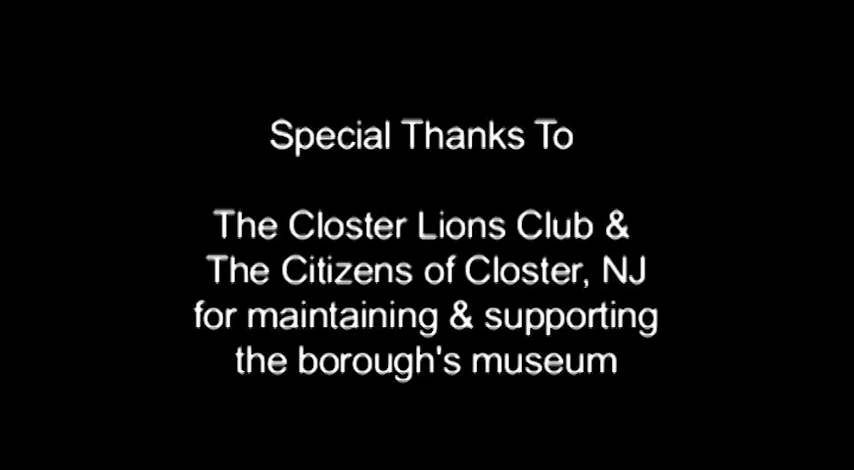 Special Thanks To
The Closter Lions Club &
The Citizens of Closter, NJ
for maintaining & supporting
the borough's museum